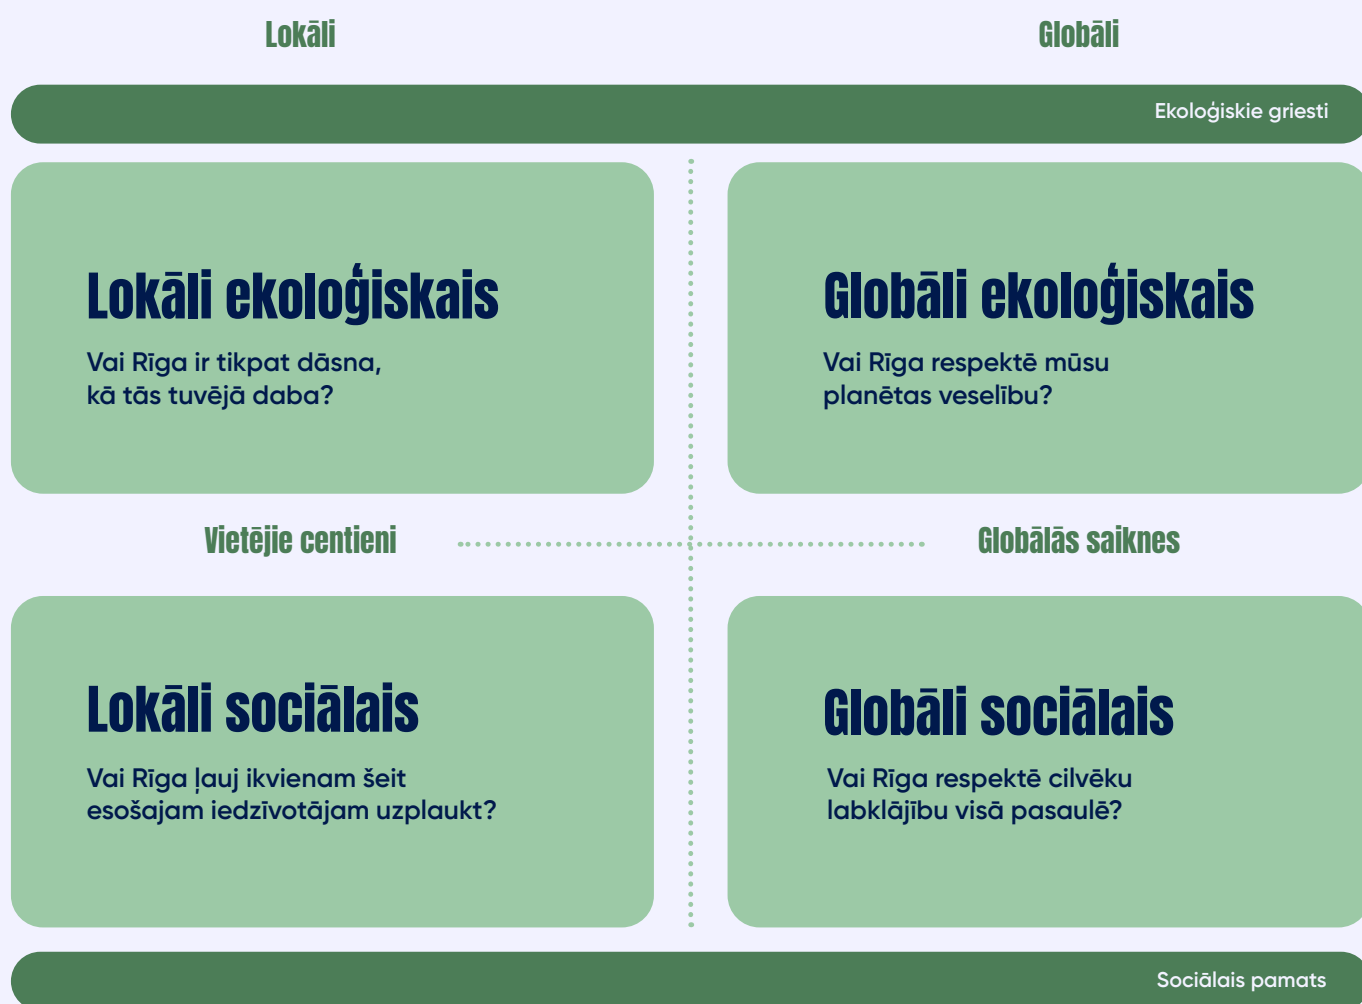 Lokāli
Globāli
Ekoloģiskie griesti
Lokāli ekoloģiskais
Vai Rīga ir tikpat dāsna,
kā tās tuvējā daba?
Globāli ekoloģiskais
Vai Rīga respektē mūsu
planētas veselību?
Vietējie centieni
Globālās saiknes
Lokāli sociālais
Vai Rīga ļauj ikvienam šeit
esošajam iedzīvotājam uzplaukt?
Globāli sociālais
Vai Rīga respektē cilvēku
labklājību visā pasaulē?
Sociālais pamats